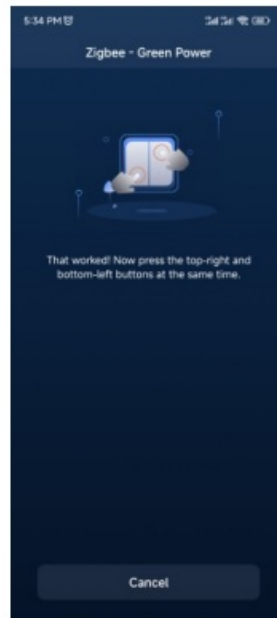 5:34 PM
Zigbee - Green Power
That worked! Now press the top-right and
bottom-left buttons at the same time.
Cancel